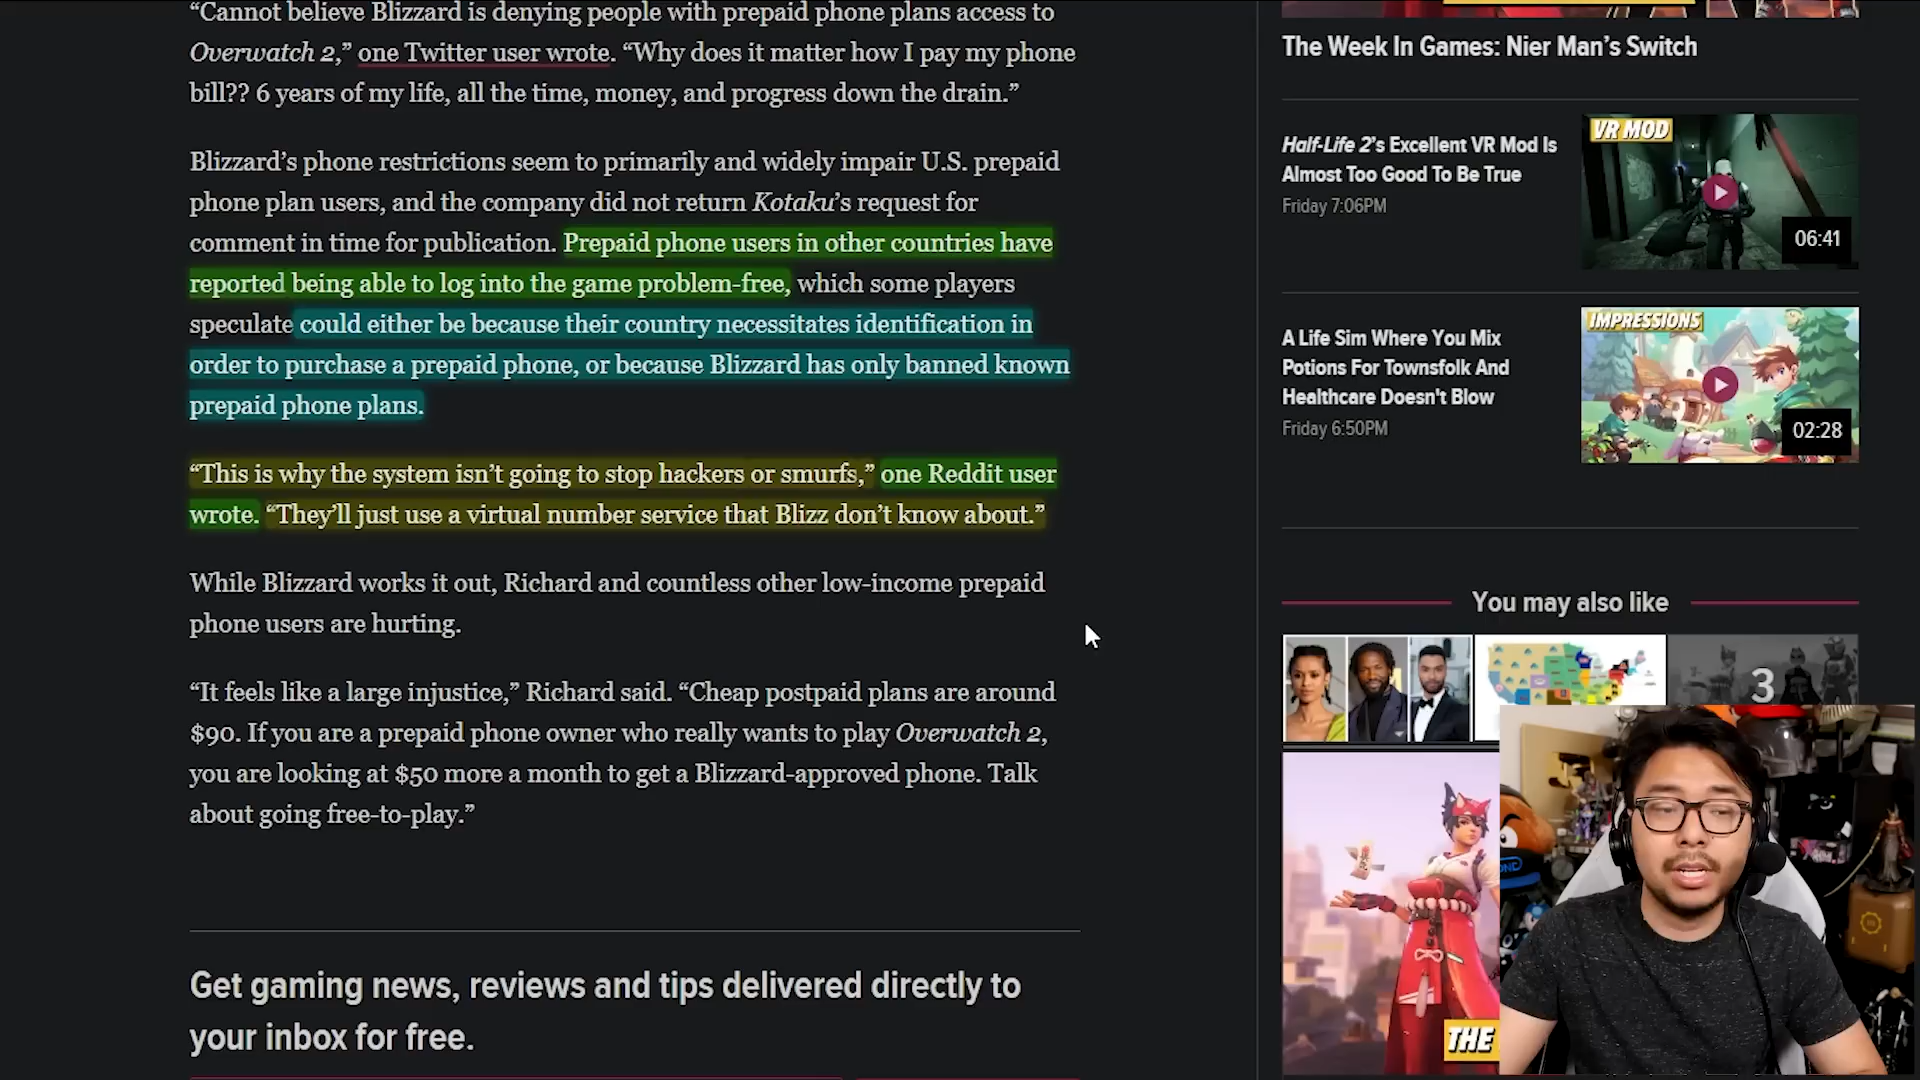 “Cannot believe Blizzard is denying people with prepaid phone plans access to
Overwatch 2,” one Twitter user wrote. “Why does it matter how I pay my phone
bill?? 6 years of my life, all the time, money, and progress down the drain.”
Blizzard’s phone restrictions seem to primarily and widely impair U.S. prepaid
phone plan users, and the company did not return Kotaku’s request for
comment in time for publication. Prepaid phone users in other countries have
reported being able to log into the game problem-free, which some players
speculate could either be because their country necessitates identification in
order to purchase a prepaid phone, or because Blizzard has only banned known
prepaid phone plans.
“This is why the system isn’t going to stop hackers or smurfs,” one Reddit user
wrote. “They’ll just use a virtual number service that Blizz don’t know about.”
While Blizzard works it out, Richard and countless other low-income prepaid
phone users are hurting.
“It feels like a large injustice,” Richard said. “Cheap postpaid plans are around
$90. If you are a prepaid phone owner who really wants to play Overwatch 2,
you are looking at $50 more a month to get a Blizzard-approved phone. Talk
about going free-to-play.”
Get gaming news, reviews and tips delivered directly to
your inbox for free.
The Week In Games: Nier Man’s Switch
Half-Life 2’s Excellent VR Mod Is
Almost Too Good To Be True
Friday 7:06PM
VR MOD
06:41
A Life Sim Where You Mix
Potions For Townsfolk And
Healthcare Doesn't Blow
Friday 6:50PM
IMPRESSIONS
02:28
You may also like
3
THE